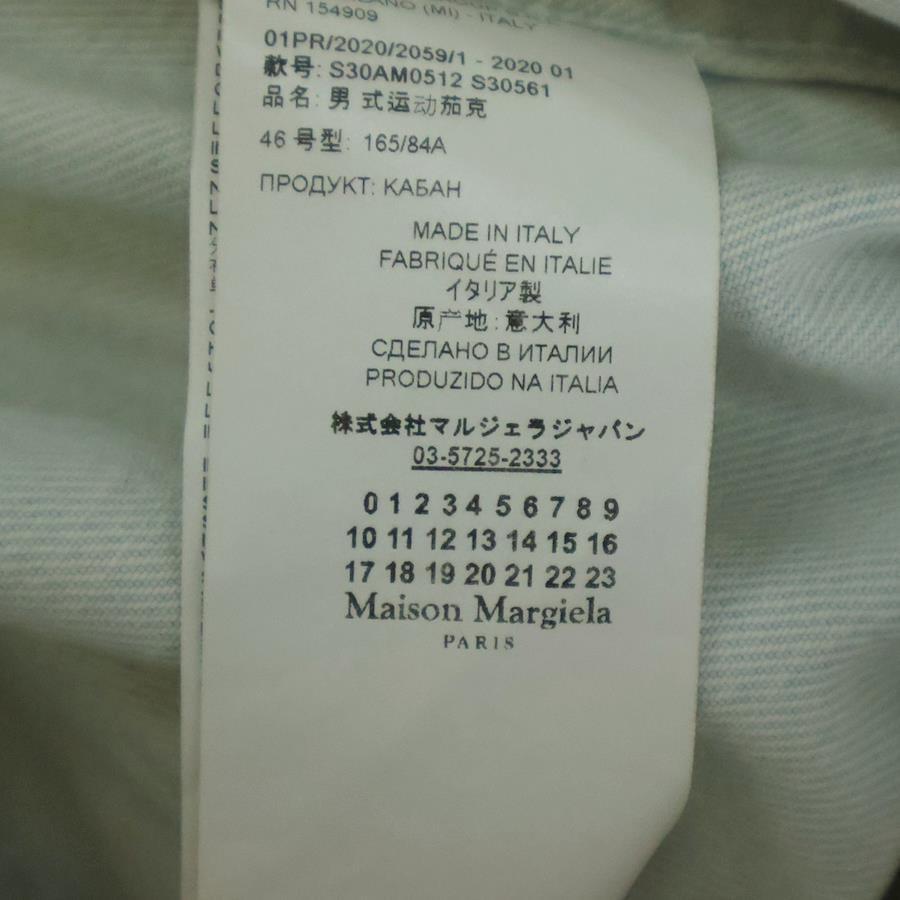 (MI) - ITALY
RN 154909
01PR/2020/2059/1 - 2020 01
款号: S30AM0512 S30561
品名: 男 式运动茄克
46 号型: 165/84A
ПРОДУКТ: КАБАН
MADE IN ITALY
FABRIQUÉ EN ITALIE
イタリア製
原产地: 意大利
СДЕЛАНО В ИТАЛИИ
PRODUZIDO NA ITALIA
株式会社マルジェラジャパン
03-5725-2333
0 1 2 3 4 5 6 7 8 9
10 11 12 13 14 15 16
17 18 19 20 21 22 23
Maison Margiela
PARIS